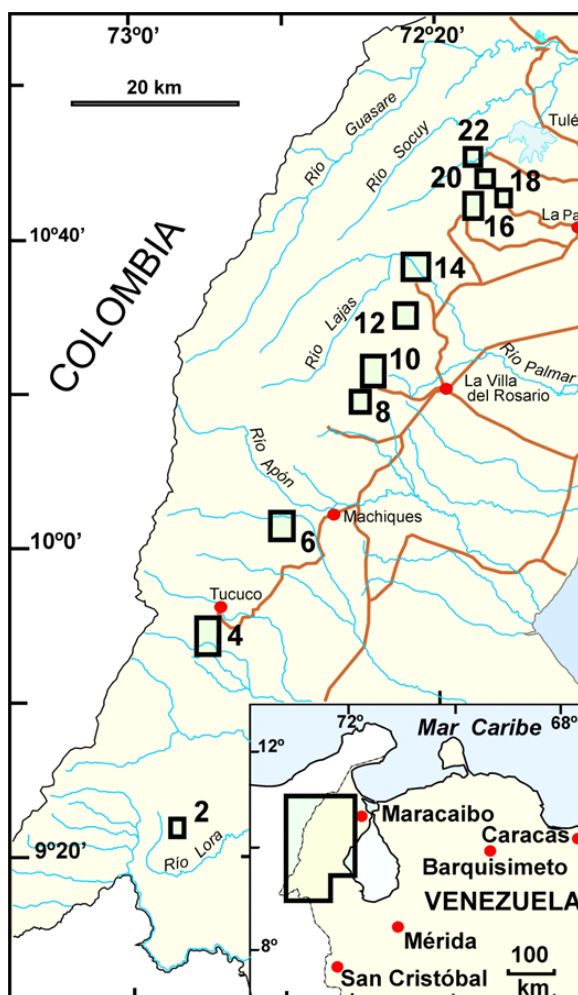 73°0’
72°20’
20 km
Río Guasare
Río Socuy
Tulé
22
20
18
16
La Pa
10°40’
COLOMBIA
14
Río Lajas
12
10
Río Palmar
La Villa
del Rosario
8
Río Apón
Machiques
6
10°0’
Tucuco
4
2
Río Lora
9°20’
72°
68°
Mar Caribe
12°
Maracaibo
Caracas
Barquisimeto
VENEZUELA
Mérida
8°
100
km
San Cristóbal